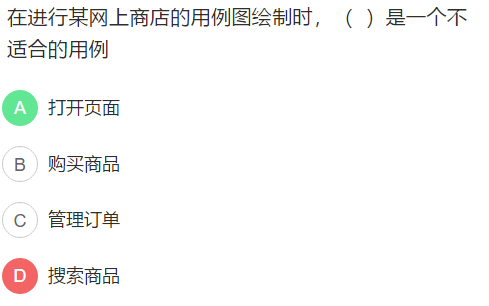 在进行某网上商店的用例图绘制时，（ ）是一个不
适合的用例
A 打开页面
B 购买商品
C 管理订单
D 搜索商品